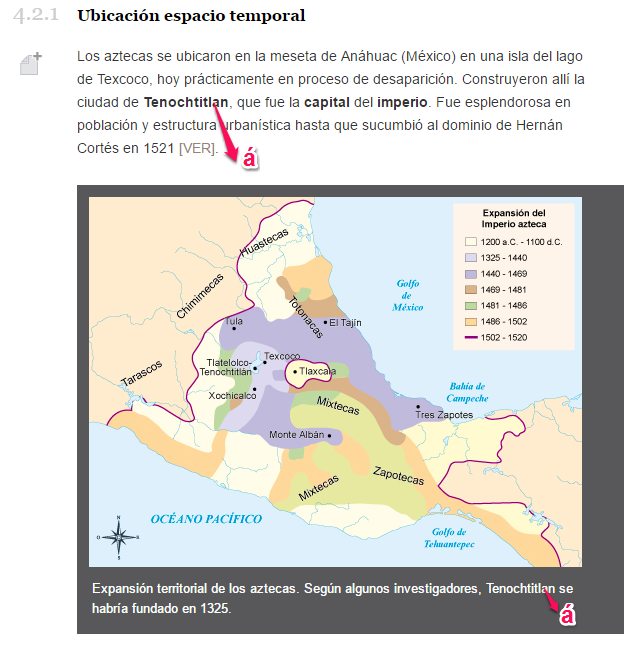 4.2.1 Ubicación espacio temporal
Los aztecas se ubicaron en la meseta de Anáhuac (México) en una isla del lago
de Texcoco, hoy prácticamente en proceso de desaparición. Construyeron allí la
ciudad de Tenochtitlan, que fue la capital del imperio. Fue esplendorosa en
población y estructura urbanística hasta que sucumbió al dominio de Hernán
Cortés en 1521 [VER].
á
Expansión del
Imperio azteca
1200 a.C. - 1100 d.C.
1325 - 1440
1440 - 1469
1469 - 1481
1481 - 1486
1486 - 1502
1502 - 1520
Huastecas
Chimimecas
Golfo
de
México
Totonacas
Tula
El Tajín
Texcoco
Tlatelolco-
Tenochtitlán
Tlaxcala
Tarascos
Xochicalco
Bahía de
Campeche
Mixtecas
Tres Zapotes
Monte Albán
Zapotecas
Mixtecas
OCÉANO PACÍFICO
Golfo de
Tehuantepec
N
O
E
S
Expansión territorial de los aztecas. Según algunos investigadores, Tenochtitlan se
habría fundado en 1325.
á